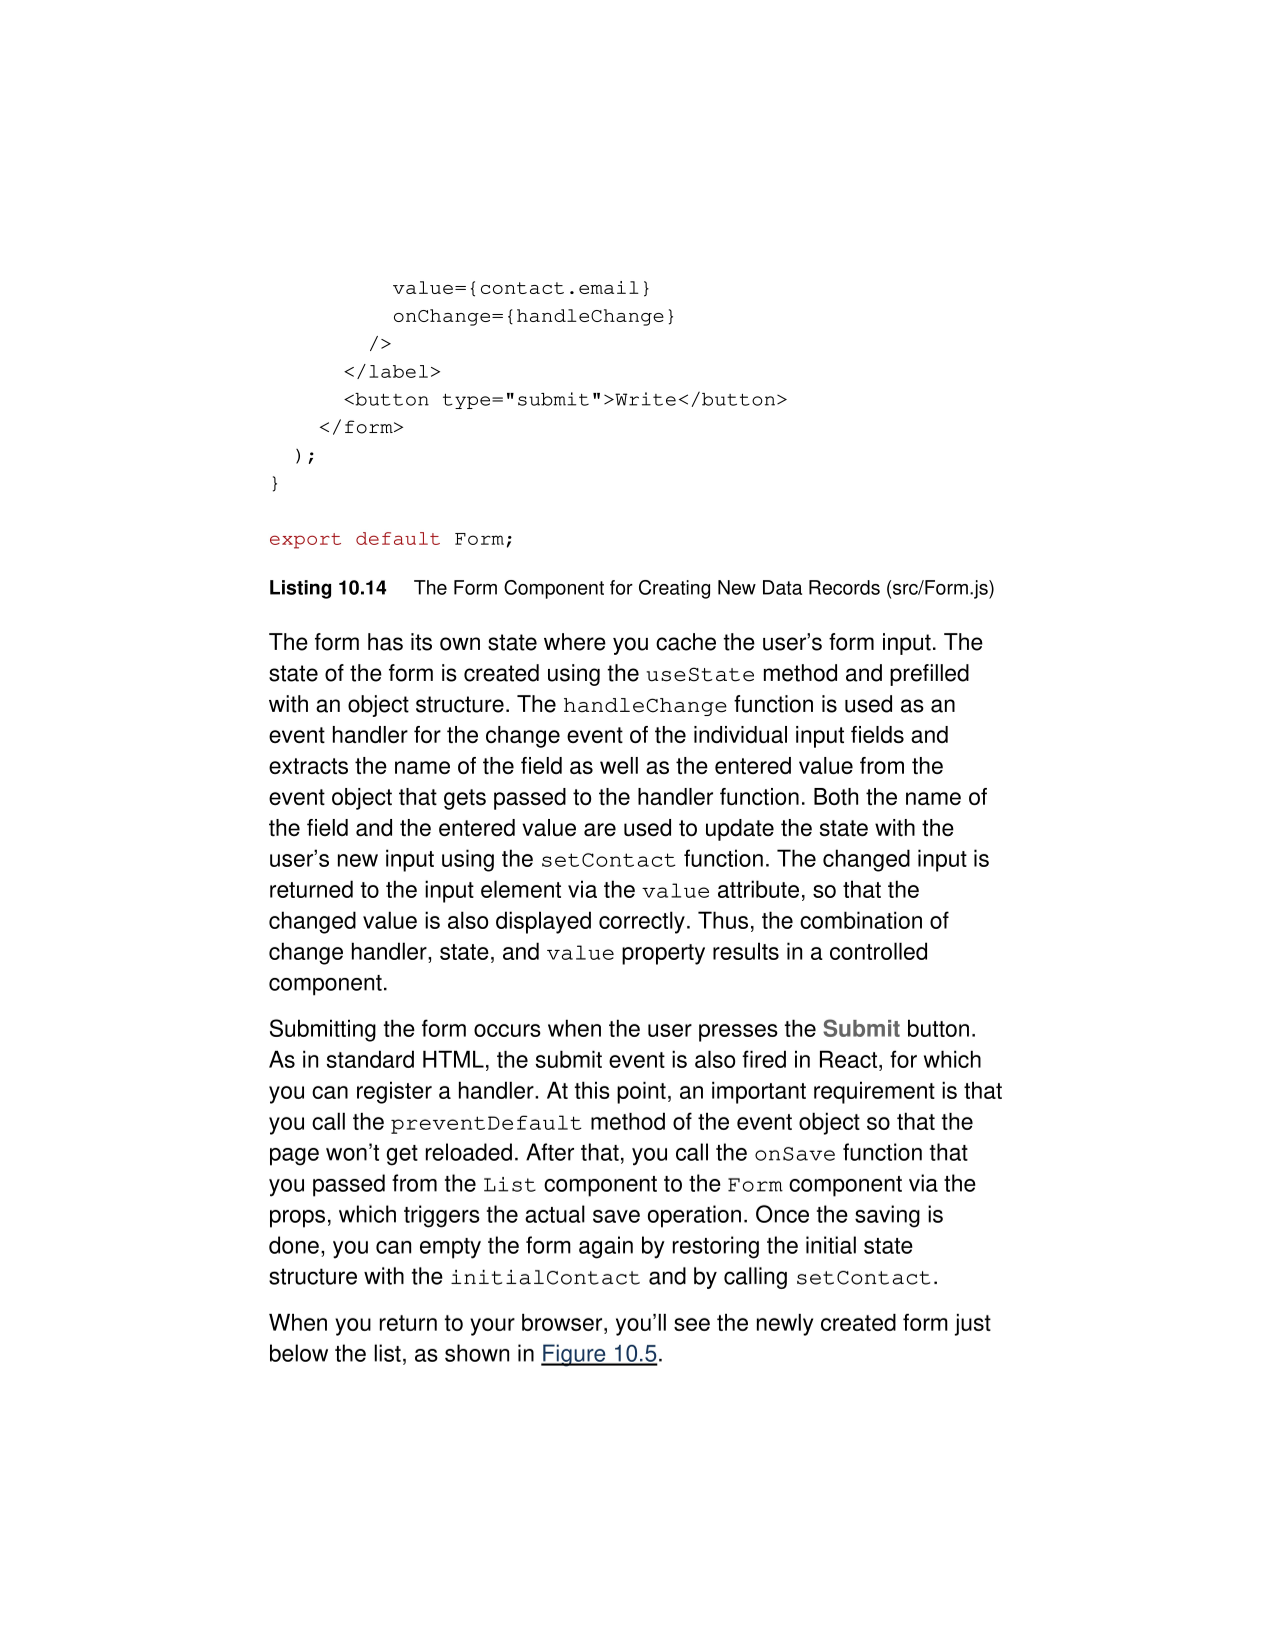 value={contact.email}
onChange={handleChange}
/>
</label>
<button type="submit">Write</button>
</form>
);
}
export default Form;
Listing 10.14 The Form Component for Creating New Data Records (src/Form.js)
The form has its own state where you cache the user’s form input. The
state of the form is created using the useState method and prefilled
with an object structure. The handleChange function is used as an
event handler for the change event of the individual input fields and
extracts the name of the field as well as the entered value from the
event object that gets passed to the handler function. Both the name of
the field and the entered value are used to update the state with the
user’s new input using the setContact function. The changed input is
returned to the input element via the value attribute, so that the
changed value is also displayed correctly. Thus, the combination of
change handler, state, and value property results in a controlled
component.
Submitting the form occurs when the user presses the Submit button.
As in standard HTML, the submit event is also fired in React, for which
you can register a handler. At this point, an important requirement is that
you call the preventDefault method of the event object so that the
page won’t get reloaded. After that, you call the onSave function that
you passed from the List component to the Form component via the
props, which triggers the actual save operation. Once the saving is
done, you can empty the form again by restoring the initial state
structure with the initialContact and by calling setContact.
When you return to your browser, you’ll see the newly created form just
below the list, as shown in Figure 10.5.